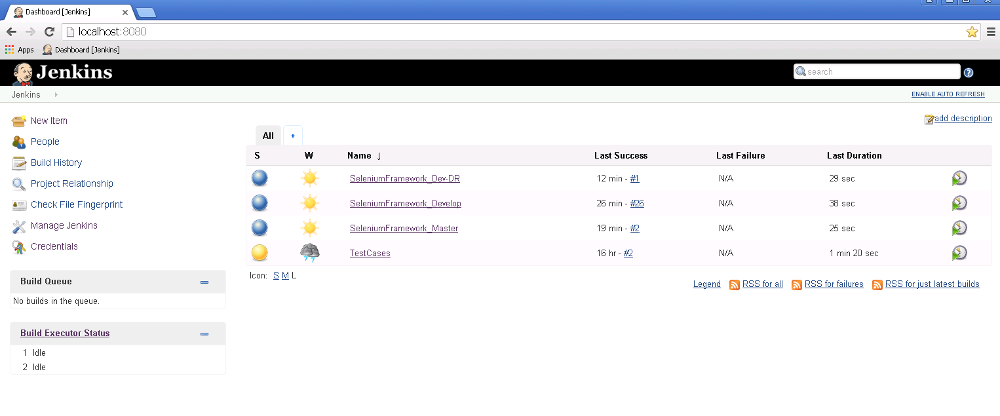 Dashboard [Jenkins]
localhost:8080
Apps Dashboard [Jenkins]
Jenkins search
Jenkins ENABLE AUTO REFRESH
New Item
People
Build History
Project Relationship
Check File Fingerprint
Manage Jenkins
Credentials
Build Queue
No builds in the queue.
Build Executor Status
1 Idle
2 Idle
add description
All +
S W Name ↓ Last Success Last Failure Last Duration
SeleniumFramework_Dev-DR 12 min - #1 N/A 29 sec
SeleniumFramework_Develop 26 min - #26 N/A 38 sec
SeleniumFramework_Master 19 min - #2 N/A 25 sec
TestCases 16 hr - #2 N/A 1 min 20 sec
Icon: S M L
Legend RSS for all RSS for failures RSS for just latest builds